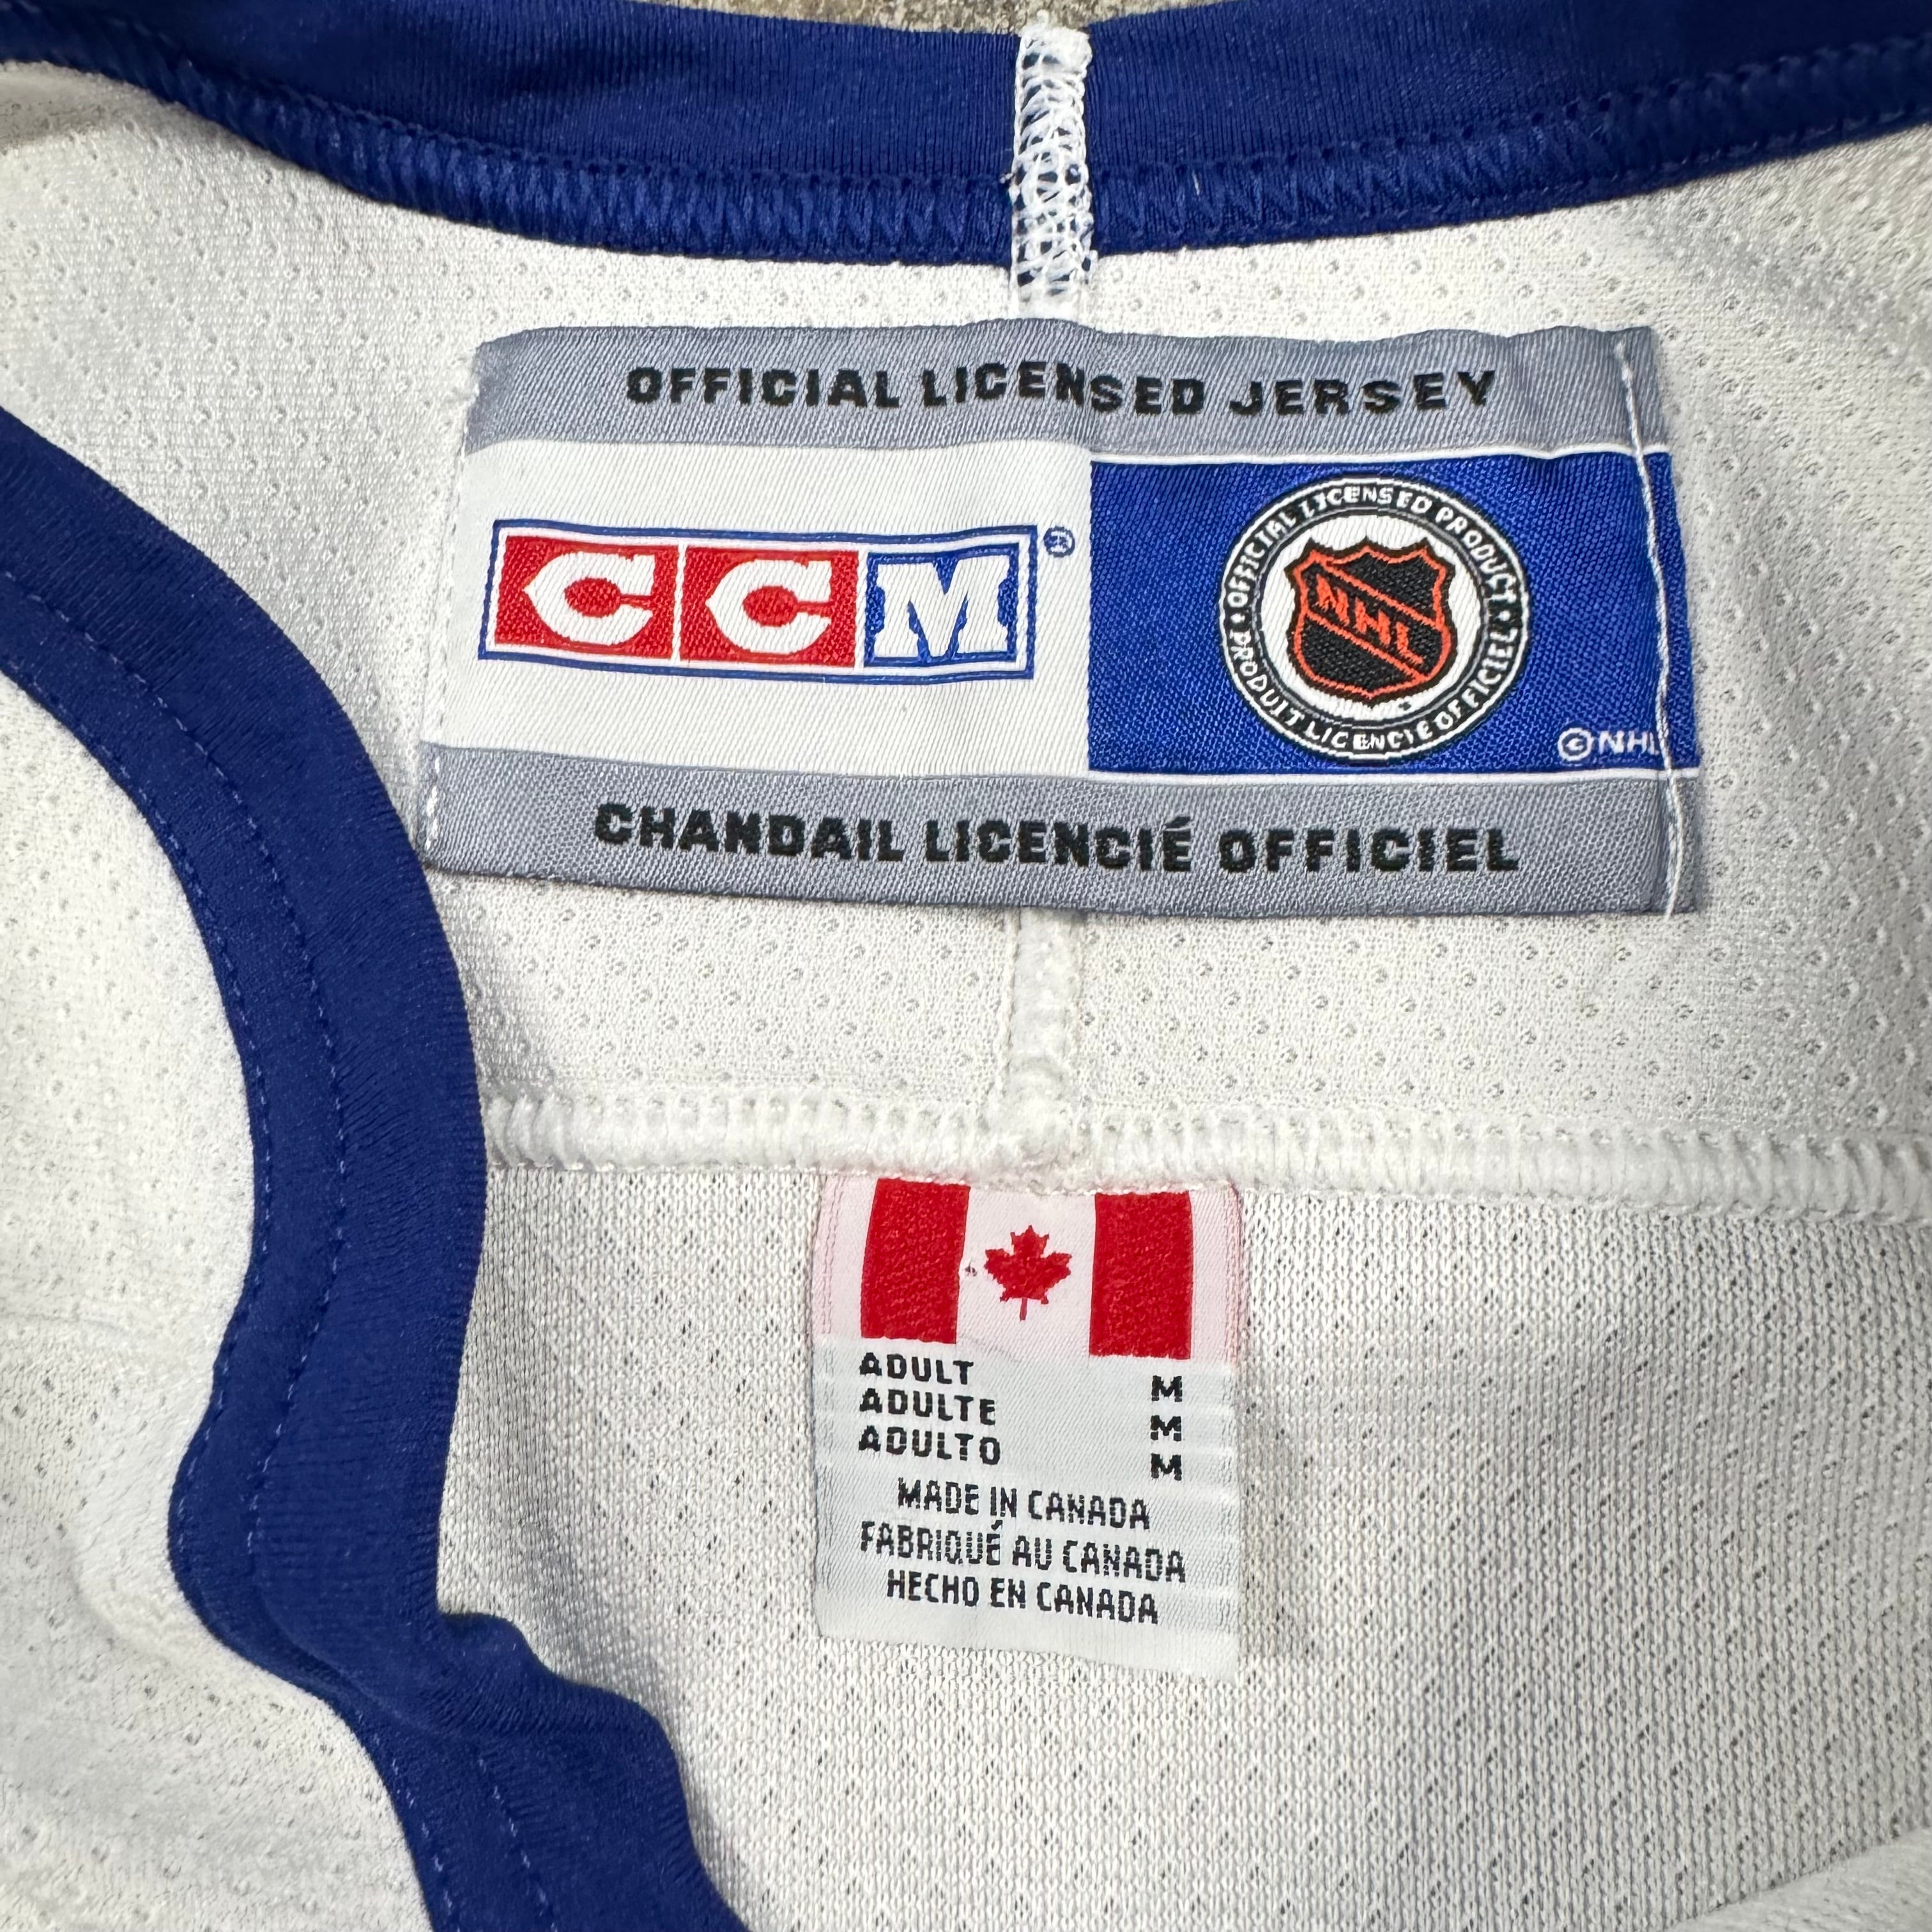 OFFICIAL LICENSED JERSEY
CCM®
OFFICIAL LICENSED PRODUCT • PRODUIT LICENCIÉ OFFICIEL •
NHL
©NHL
CHANDAIL LICENCIÉ OFFICIEL
ADULT M
ADULTE M
ADULTO M
MADE IN CANADA
FABRIQUÉ AU CANADA
HECHO EN CANADA